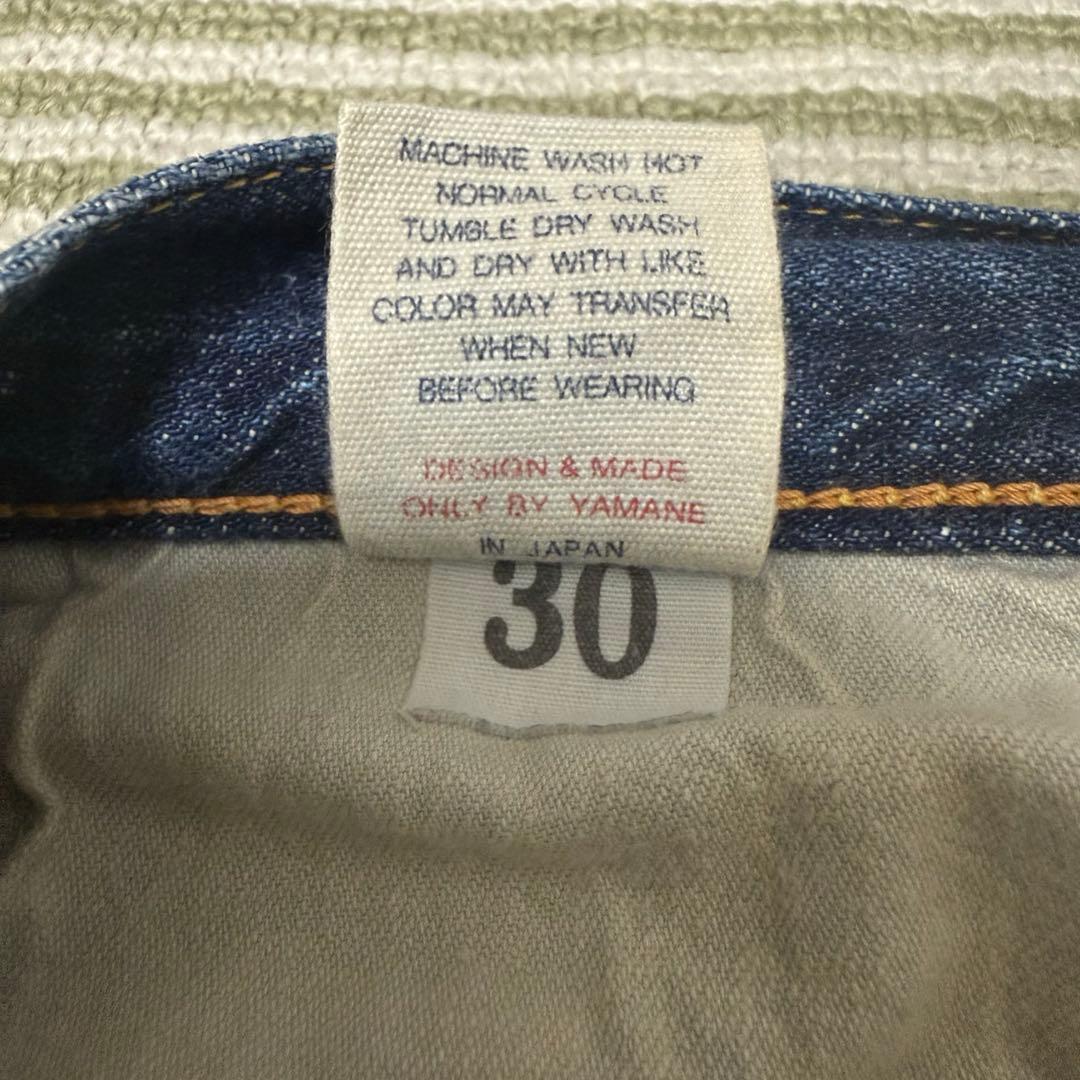 MACHINE WASH HOT
NORMAL CYCLE
TUMBLE DRY WASH
AND DRY WITH LIKE
COLOR MAY TRANSFER
WHEN NEW
BEFORE WEARING
DESIGN & MADE
ONLY BY YAMANE
IN JAPAN
30